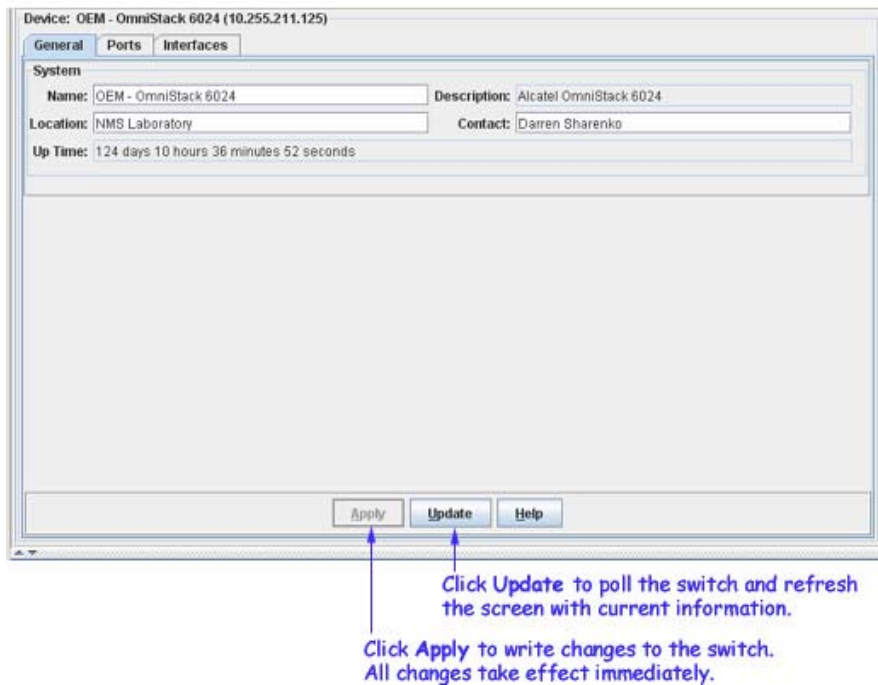 Device: OEM - OmniStack 6024 (10.255.211.125)
General Ports Interfaces
System
Name: OEM - OmniStack 6024 Description: Alcatel OmniStack 6024
Location: NMS Laboratory Contact: Darren Sharenko
Up Time: 124 days 10 hours 36 minutes 52 seconds
Apply Update Help
Click Update to poll the switch and refresh
the screen with current information.
Click Apply to write changes to the switch.
All changes take effect immediately.